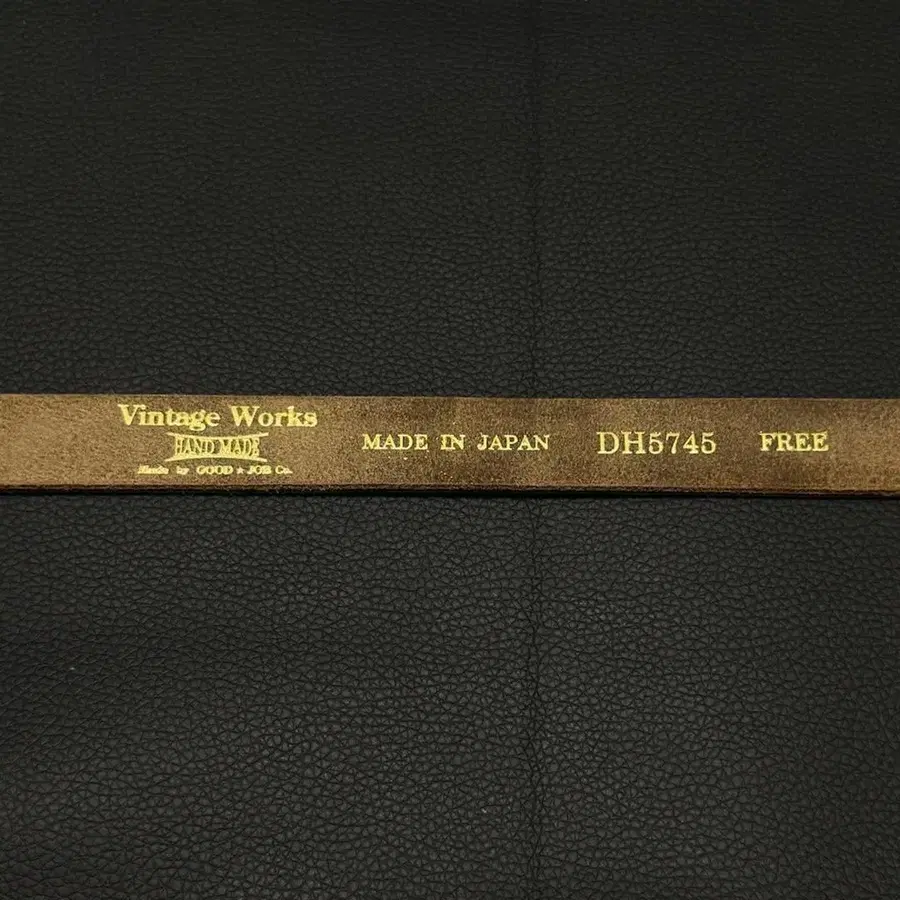 Vintage Works
HAND MADE
Made by GOOD ★ JOB Co.
MADE IN JAPAN DH5745 FREE